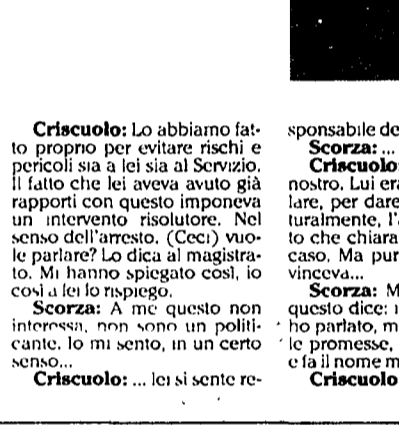 Criscuolo: Lo abbiamo fat-
to proprio per evitare rischi e
pericoli sia a lei sia al Servizio.
Il fatto che lei aveva avuto già
rapporti con questo imponeva
un intervento risolutore. Nel
senso dell'arresto. (Ceci) vuo-
le parlare? Lo dica al magistra-
to. Mi hanno spiegato così, io
così a lei lo rispiego.
Scorza: A me questo non
interessa, non sono un politi-
cante. Io mi sento, in un certo
senso...
Criscuolo: ... lei si sente re-
sponsabile de
Scorza: ...
Criscuolo:
nostro. Lui er
lare, per dare
turalmente, l'
to che chiara
caso. Ma pur
vinceva...
Scorza: M
questo dice:
ho parlato, m
le promesse,
e fa il nome m
Criscuolo